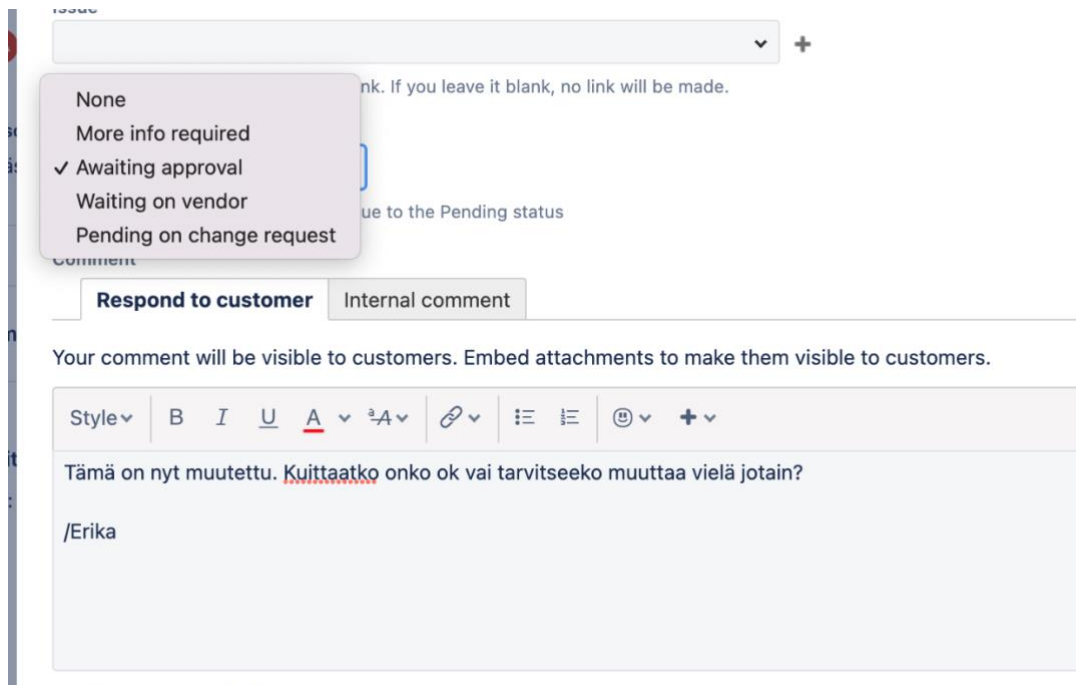 Issue
nk. If you leave it blank, no link will be made.
None
More info required
✓ Awaiting approval
Waiting on vendor
ue to the Pending status
Pending on change request
Comment
Respond to customer Internal comment
Your comment will be visible to customers. Embed attachments to make them visible to customers.
Style B I U A ªA
Tämä on nyt muutettu. Kuittaatko onko ok vai tarvitseeko muuttaa vielä jotain?
/Erika